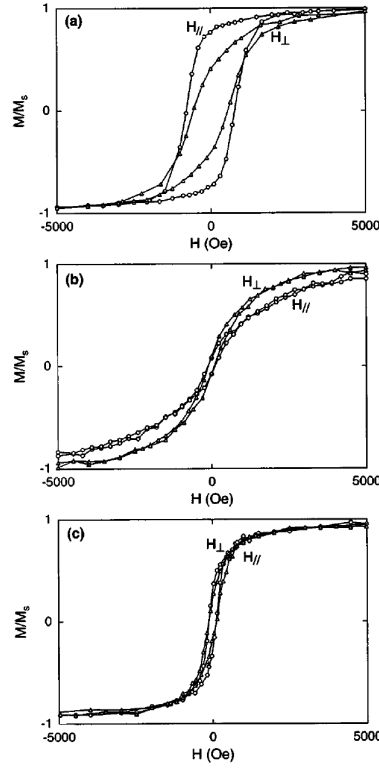 (a)
H//
H⊥
1
0
-1
M/Ms
-5000 0 5000
H (Oe)
(b)
H⊥
H//
1
0
-1
M/Ms
-5000 0 5000
H (Oe)
(c)
H⊥
H//
1
0
-1
M/Ms
-5000 0 5000
H (Oe)